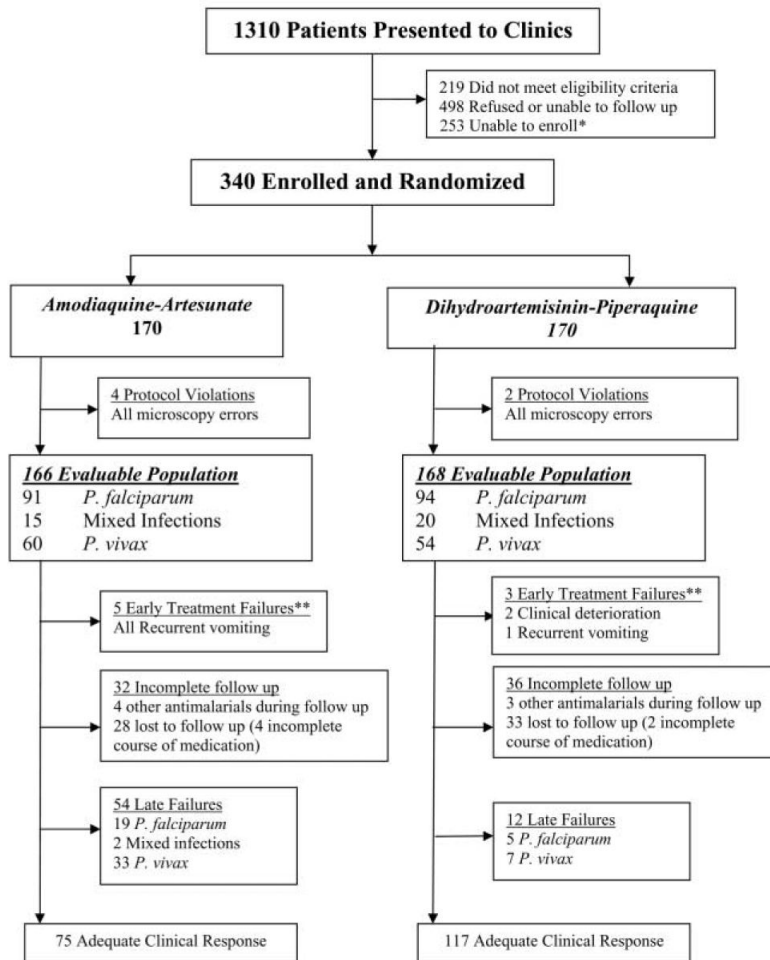 1310 Patients Presented to Clinics
219 Did not meet eligibility criteria
498 Refused or unable to follow up
253 Unable to enroll*
340 Enrolled and Randomized
Amodiaquine-Artesunate
170
Dihydroartemisinin-Piperaquine
170
4 Protocol Violations
All microscopy errors
2 Protocol Violations
All microscopy errors
166 Evaluable Population
91 P. falciparum
15 Mixed Infections
60 P. vivax
168 Evaluable Population
94 P. falciparum
20 Mixed Infections
54 P. vivax
5 Early Treatment Failures**
All Recurrent vomiting
3 Early Treatment Failures**
2 Clinical deterioration
1 Recurrent vomiting
32 Incomplete follow up
4 other antimalarials during follow up
28 lost to follow up (4 incomplete
course of medication)
36 Incomplete follow up
3 other antimalarials during follow up
33 lost to follow up (2 incomplete
course of medication)
54 Late Failures
19 P. falciparum
2 Mixed infections
33 P. vivax
12 Late Failures
5 P. falciparum
7 P. vivax
75 Adequate Clinical Response
117 Adequate Clinical Response